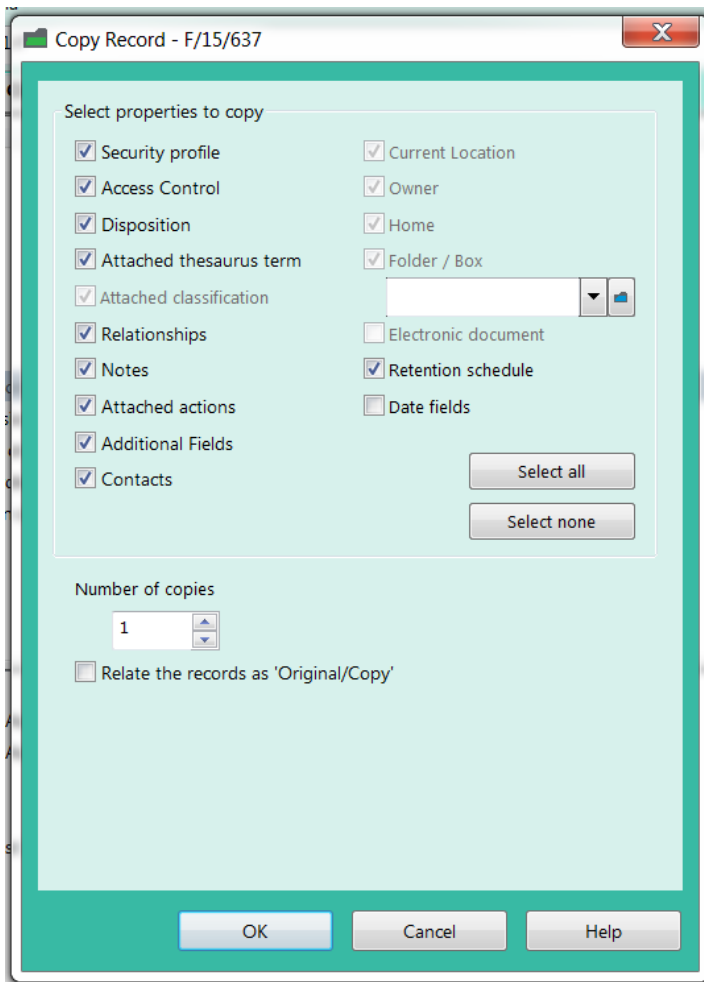 Copy Record - F/15/637
Select properties to copy
Security profile
Access Control
Disposition
Attached thesaurus term
Attached classification
Relationships
Notes
Attached actions
Additional Fields
Contacts
Current Location
Owner
Home
Folder / Box
Electronic document
Retention schedule
Date fields
Select all
Select none
Number of copies
1
Relate the records as 'Original/Copy'
OK
Cancel
Help